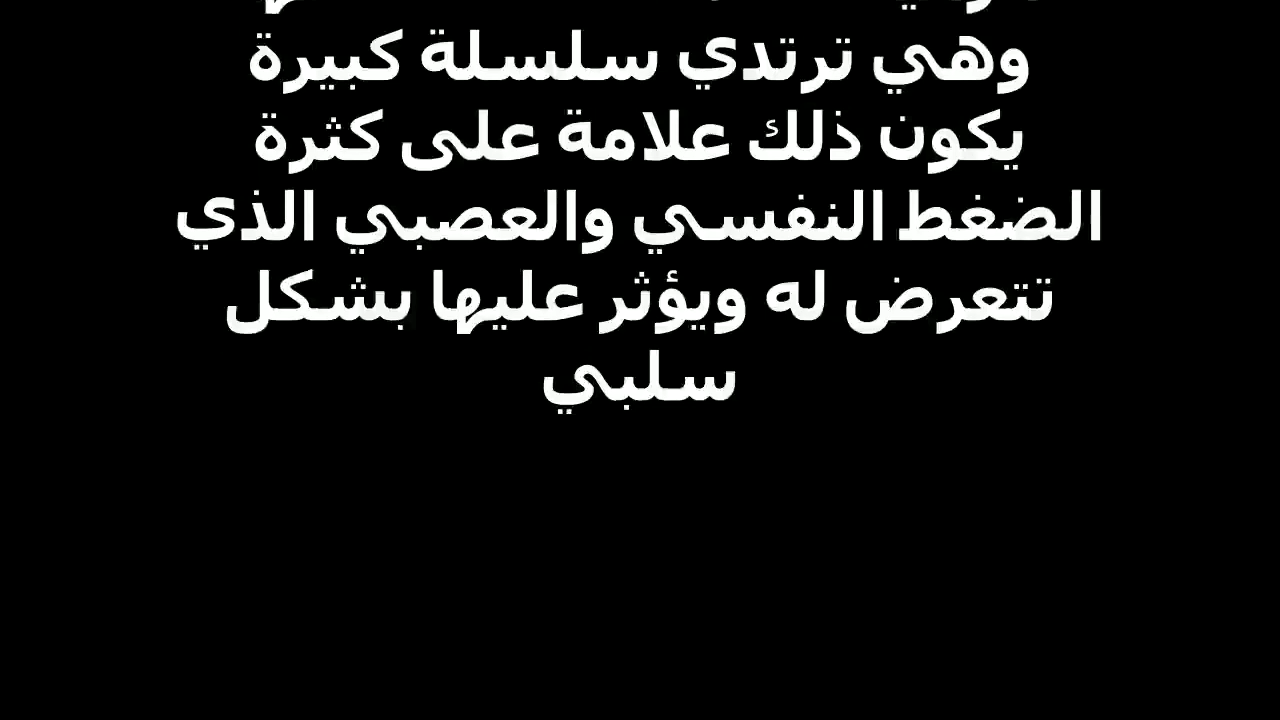 وهي ترتدي سلسلة كبيرة
يكون ذلك علامة على كثرة
الضغط النفسي والعصبي الذي
تتعرض له ويؤثر عليها بشكل
سلبي